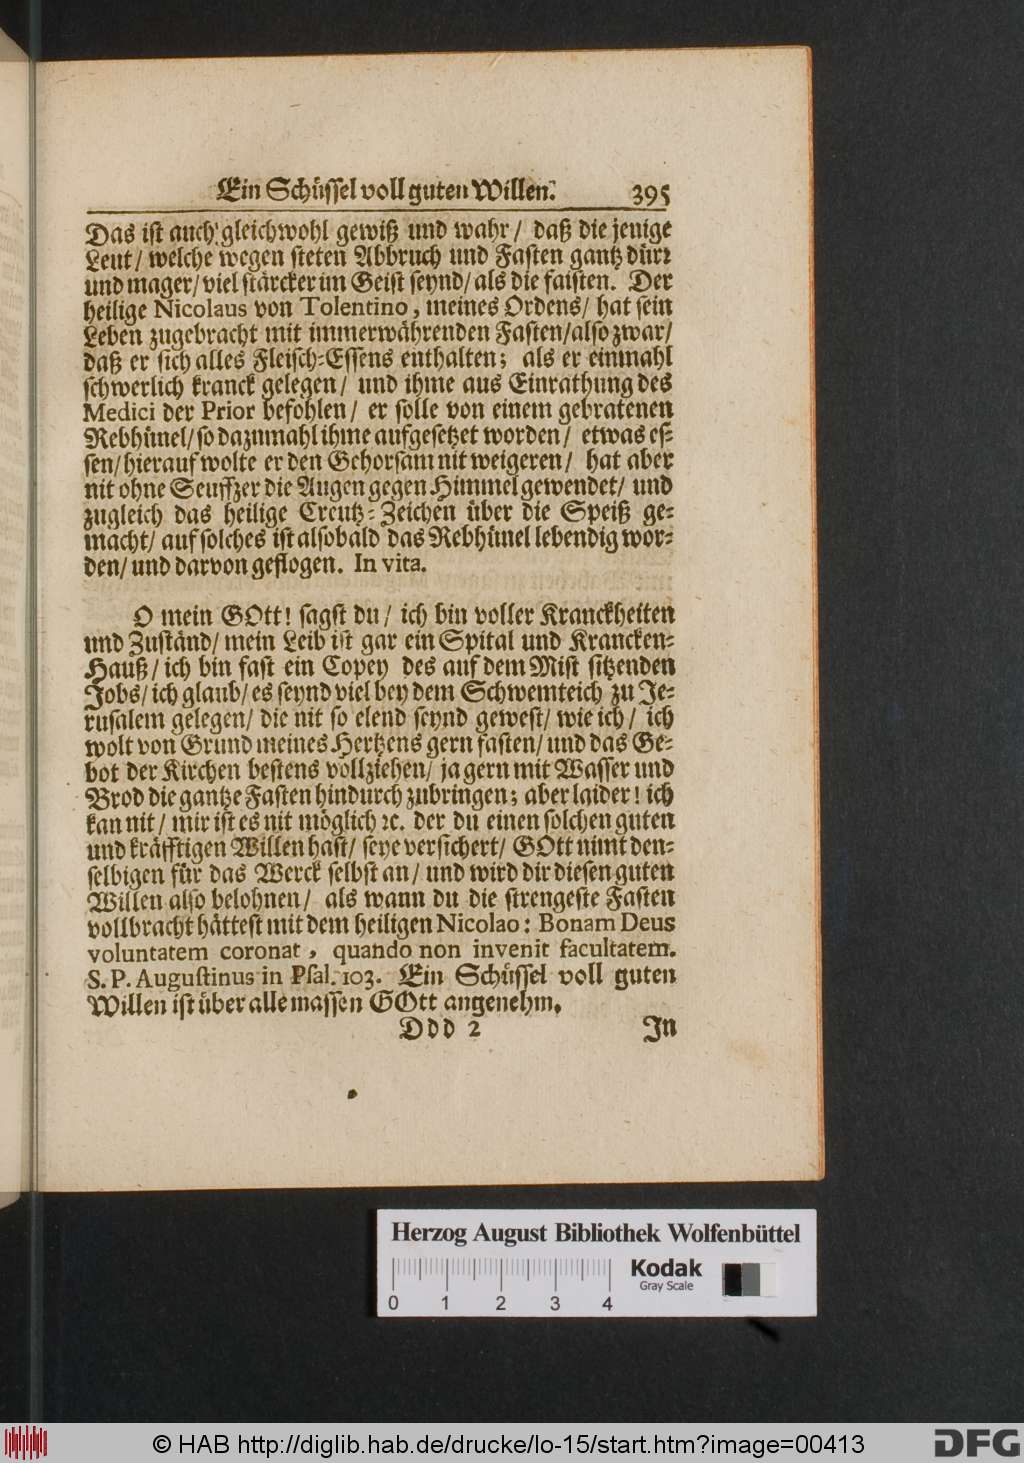 Ein Schüssel voll guten Willen. 395
Das ist auch gleichwohl gewiß und wahr / daß die jenige
Leut / welche wegen steten Abbruch und Fasten gantz dürr
und mager / viel stärcker im Geist seynd / als die faisten. Der
heilige Nicolaus von Tolentino, meines Ordens / hat sein
Leben zugebracht mit immerwährenden Fasten / also zwar /
daß er sich alles Fleisch-Essens enthalten; als er einmahl
schwerlich kranck gelegen / und ihme aus Einrathung des
Medici der Prior befohlen / er solle von einem gebratenen
Rebhünel / so dazumahl ihme aufgesetzet worden / etwas es-
sen / hierauf wolte er den Gehorsam nit weigeren / hat aber
nit ohne Seuffzer die Augen gegen Himmel gewendet / und
zugleich das heilige Creutz-Zeichen über die Speiß ge-
macht / auf solches ist alsobald das Rebhünel lebendig wor-
den / und darvon geflogen. In vita.
O mein GOtt! sagst du / ich bin voller Kranckheiten
und Zuständ / mein Leib ist gar ein Spital und Krancken-
Hauß / ich bin fast ein Copey des auf dem Mist sitzenden
Jobs / ich glaub / es seynd viel bey dem Schwemteich zu Je-
rusalem gelegen / die nit so elend seynd gewest / wie ich / ich
wolt von Grund meines Hertzens gern fasten / und das Ge-
bot der Kirchen bestens vollziehen / ja gern mit Wasser und
Brod die gantze Fasten hindurch zubringen; aber laider! ich
kan nit / mir ist es nit möglich ꝛc. der du einen solchen guten
und kräfftigen Willen hast / seye versichert / GOtt nimt den-
selbigen für das Werck selbst an / und wird dir diesen guten
Willen also belohnen / als wann du die strengeste Fasten
vollbracht hättest mit dem heiligen Nicolao: Bonam Deus
voluntatem coronat, quando non invenit facultatem.
S. P. Augustinus in Psal. 103. Ein Schüssel voll guten
Willen ist über alle massen GOtt angenehm.
Ddd 2 In
Herzog August Bibliothek Wolfenbüttel
Kodak
Gray Scale
0 1 2 3 4
© HAB http://diglib.hab.de/drucke/lo-15/start.htm?image=00413
DFG